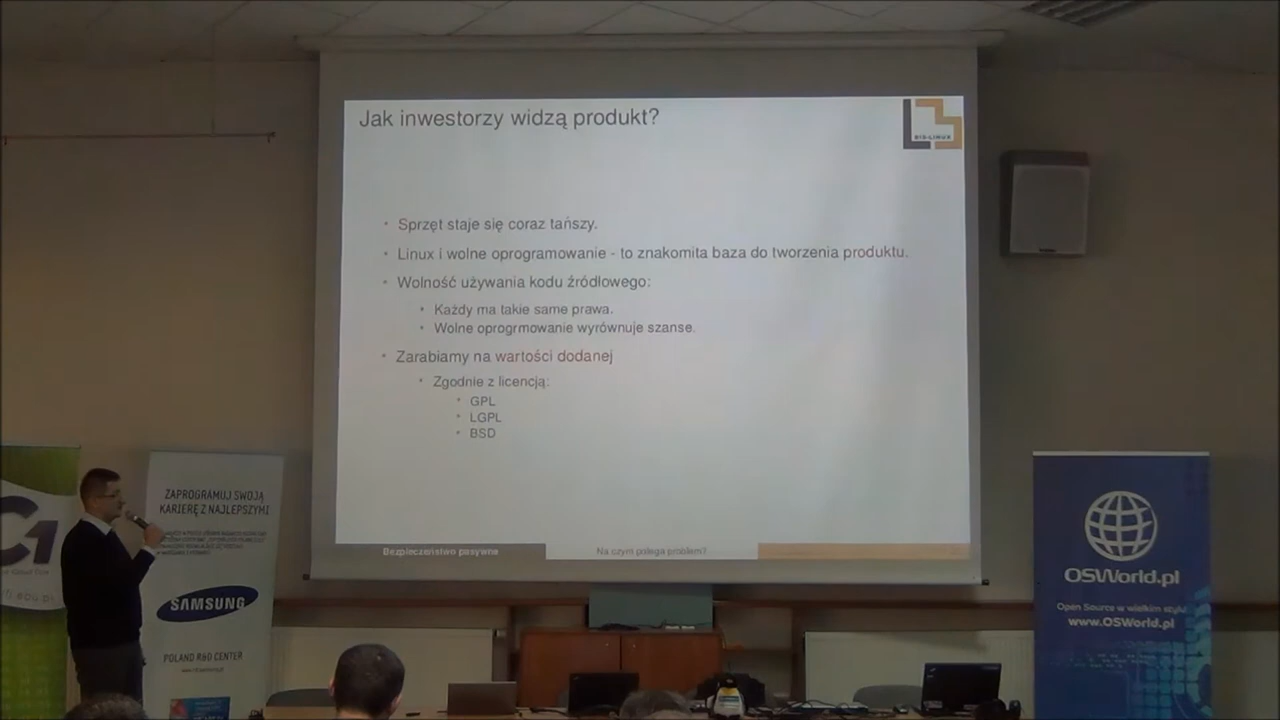 Jak inwestorzy widzą produkt?
BIS-LINUX
Sprzęt staje się coraz tańszy.
Linux i wolne oprogramowanie - to znakomita baza do tworzenia produktu.
Wolność używania kodu źródłowego:
Każdy ma takie same prawa.
Wolne oprogrmowanie wyrównuje szanse.
Zarabiamy na wartości dodanej
Zgodnie z licencją:
GPL
LGPL
BSD
Bezpieczeństwo pasywne
Na czym polega problem?
ZAPROGRAMUJ SWOJĄ
KARIERĘ Z NAJLEPSZYMI
SAMSUNG
POLAND R&D CENTER
OSWorld.pl
Open Source w wielkim stylu!
www.OSWorld.pl